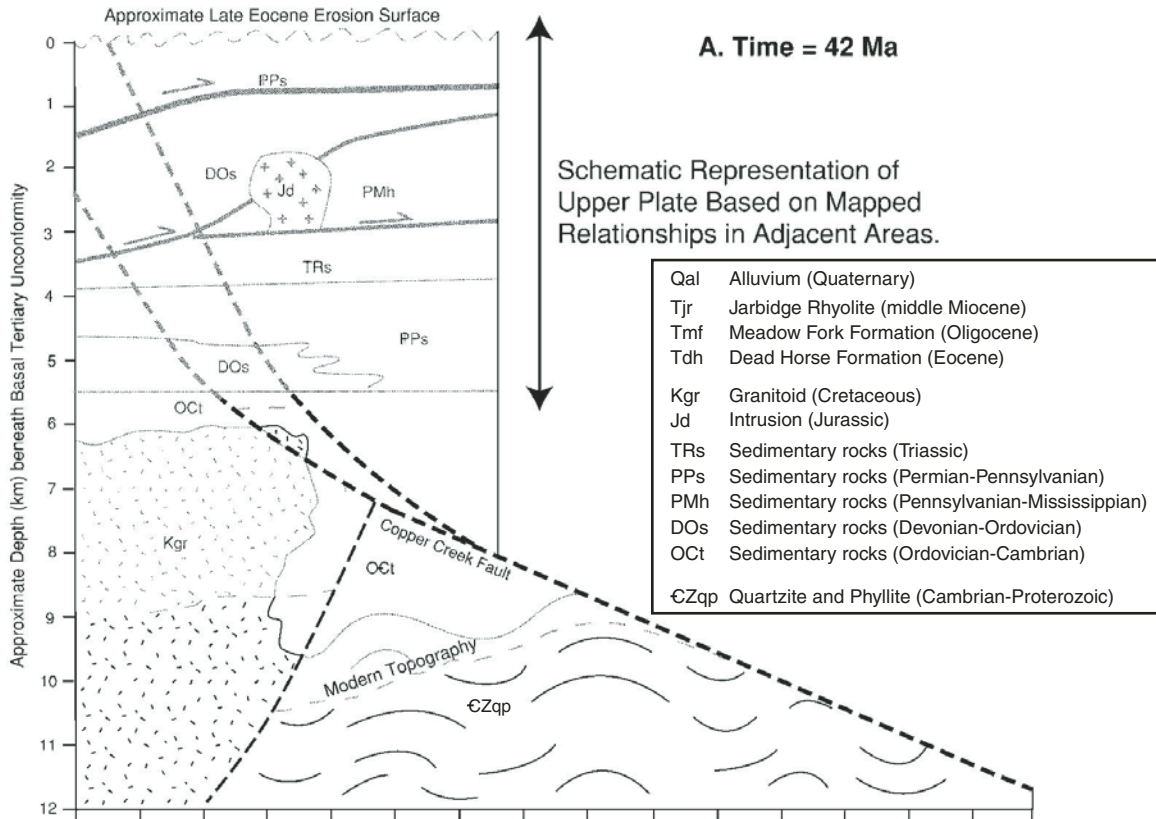 Approximate Late Eocene Erosion Surface
A. Time = 42 Ma
Approximate Depth (km) beneath Basal Tertiary Unconformity
0
1
2
3
4
5
6
7
8
9
10
11
12
PPs
DOs
Jd
PMh
TRs
PPs
DOs
OCt
Kgr
Copper Creek Fault
OЄt
Modern Topography
ЄZqp
Schematic Representation of
Upper Plate Based on Mapped
Relationships in Adjacent Areas.
Qal Alluvium (Quaternary)
Tjr Jarbidge Rhyolite (middle Miocene)
Tmf Meadow Fork Formation (Oligocene)
Tdh Dead Horse Formation (Eocene)
Kgr Granitoid (Cretaceous)
Jd Intrusion (Jurassic)
TRs Sedimentary rocks (Triassic)
PPs Sedimentary rocks (Permian-Pennsylvanian)
PMh Sedimentary rocks (Pennsylvanian-Mississippian)
DOs Sedimentary rocks (Devonian-Ordovician)
OCt Sedimentary rocks (Ordovician-Cambrian)
ЄZqp Quartzite and Phyllite (Cambrian-Proterozoic)